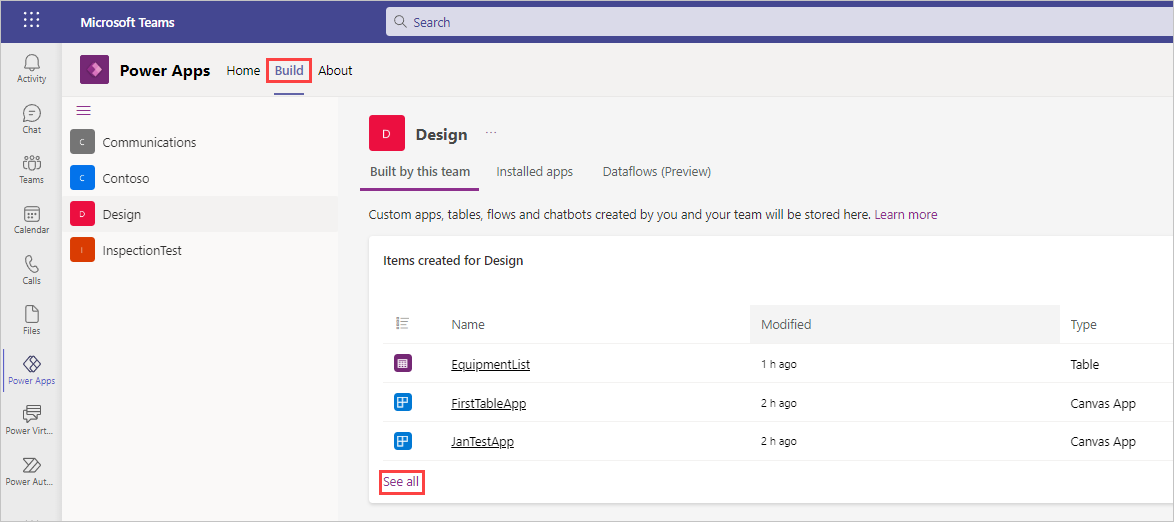 Microsoft Teams
Search
Activity
Chat
Teams
Calendar
Calls
Files
Power Apps
Power Virt...
Power Aut...
Power Apps Home Build About
C Communications
C Contoso
D Design
I InspectionTest
D Design ...
Built by this team Installed apps Dataflows (Preview)
Custom apps, tables, flows and chatbots created by you and your team will be stored here. Learn more
Items created for Design
Name Modified Type
EquipmentList 1 h ago Table
FirstTableApp 2 h ago Canvas App
JanTestApp 2 h ago Canvas App
See all